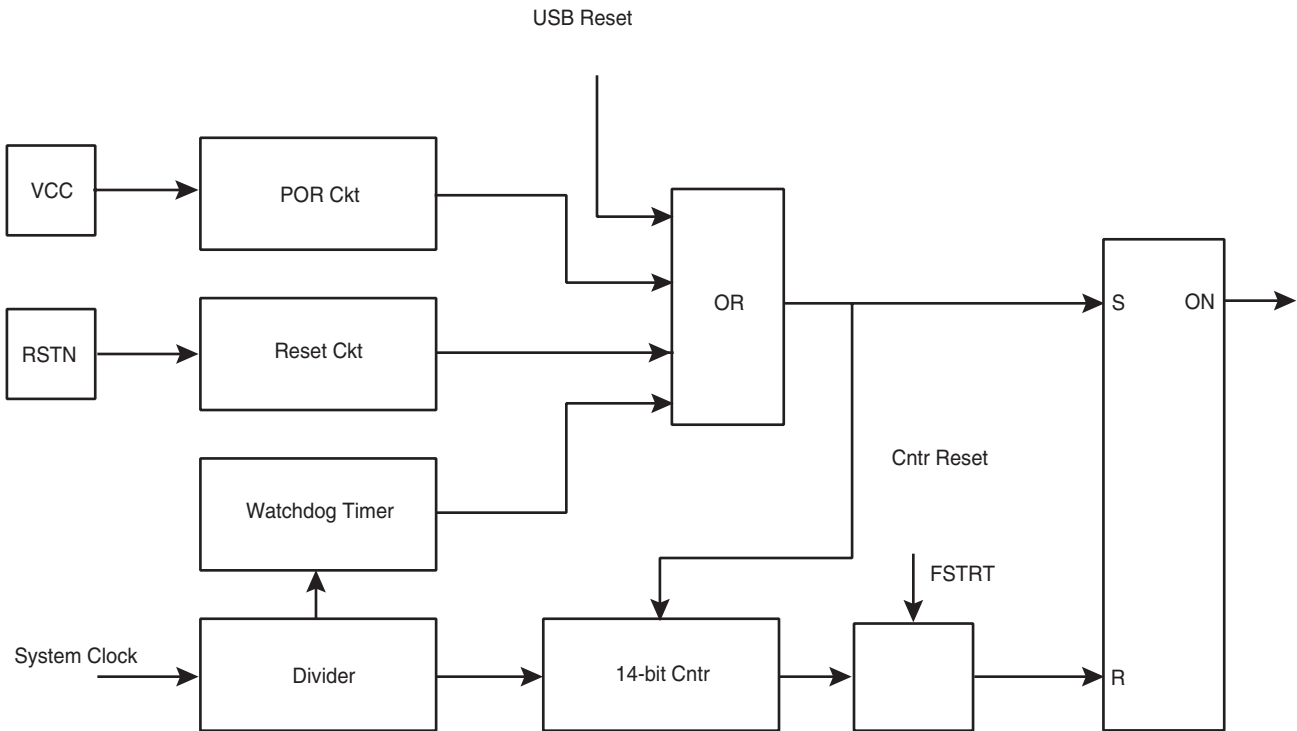 USB Reset
VCC
POR Ckt
OR
S
ON
RSTN
Reset Ckt
Cntr Reset
Watchdog Timer
FSTRT
System Clock
Divider
14-bit Cntr
R